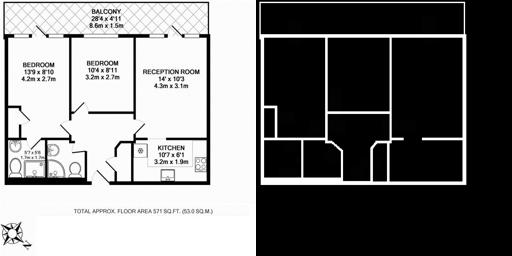 BALCONY
28'4 x 4'11
8.6m x 1.5m
BEDROOM
13'9 x 8'10
4.2m x 2.7m
BEDROOM
10'4 x 8'11
3.2m x 2.7m
RECEPTION ROOM
14' x 10'3
4.3m x 3.1m
5'7 x 5'6
1.7m x 1.7m
KITCHEN
10'7 x 6'1
3.2m x 1.9m
TOTAL APPROX. FLOOR AREA 571 SQ.FT. (53.0 SQ.M.)